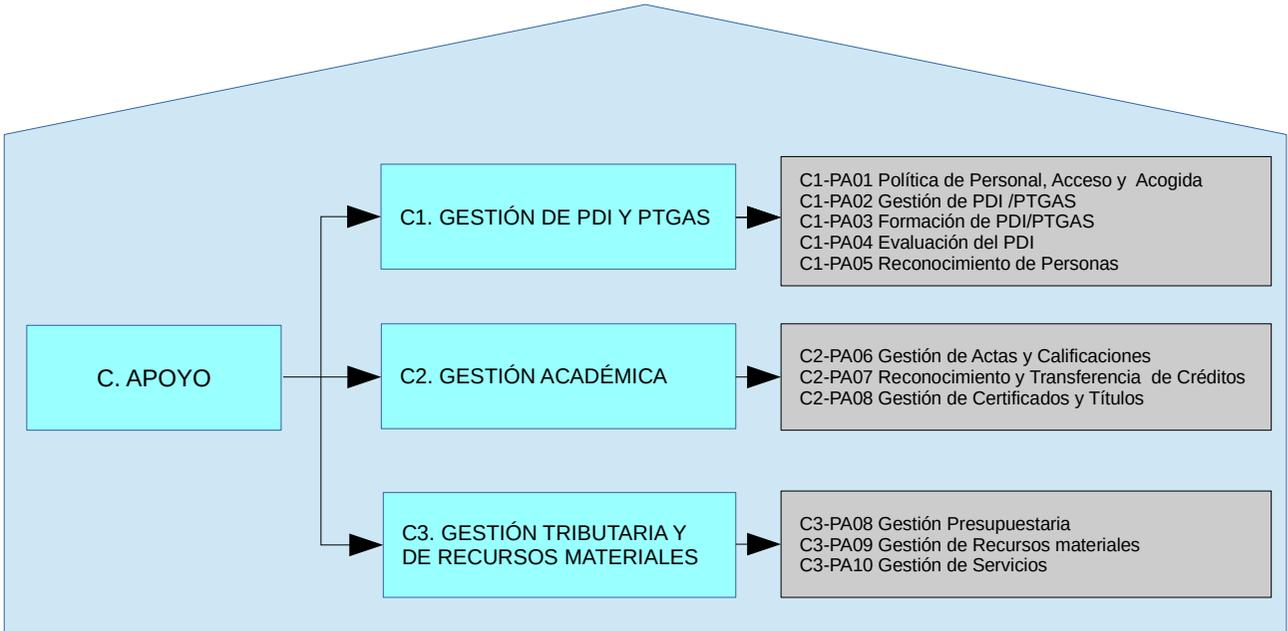 C. APOYO
C1. GESTIÓN DE PDI Y PTGAS
C1-PA01 Política de Personal, Acceso y  Acogida
C1-PA02 Gestión de PDI /PTGAS
C1-PA03 Formación de PDI/PTGAS
C1-PA04 Evaluación del PDI
C1-PA05 Reconocimiento de Personas
C2. GESTIÓN ACADÉMICA
C2-PA06 Gestión de Actas y Calificaciones
C2-PA07 Reconocimiento y Transferencia  de Créditos
C2-PA08 Gestión de Certificados y Títulos
C3. GESTIÓN TRIBUTARIA Y
DE RECURSOS MATERIALES
C3-PA08 Gestión Presupuestaria
C3-PA09 Gestión de Recursos materiales
C3-PA10 Gestión de Servicios